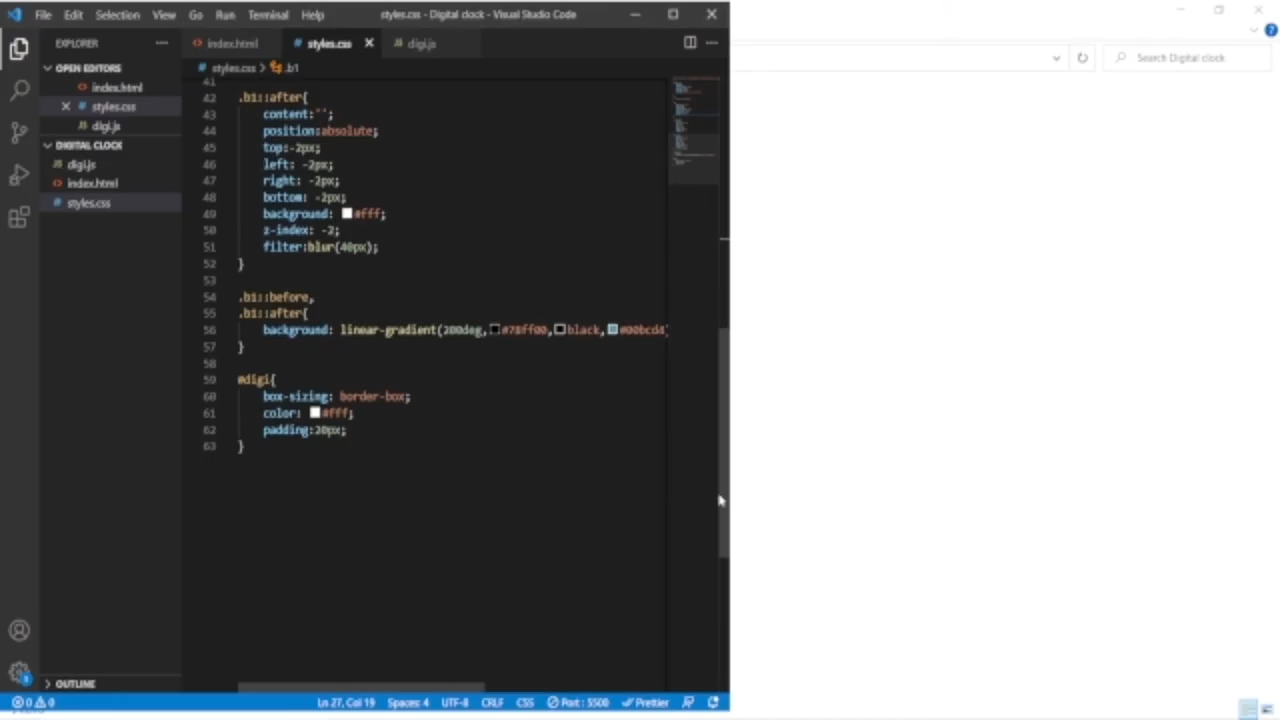 File Edit Selection View Go Run Terminal Help styles.css - Digital clock - Visual Studio Code
EXPLORER
index.html styles.css digi.js
OPEN EDITORS
index.html
styles.css
digi.js
DIGITAL CLOCK
digi.js
index.html
styles.css
OUTLINE
styles.css > .b1
41
42 .b1::after{
43 content:"";
44 position:absolute;
45 top:-2px;
46 left: -2px;
47 right: -2px;
48 bottom: -2px;
49 background: #fff;
50 z-index: -2;
51 filter:blur(40px);
52 }
53
54 .b1::before,
55 .b1::after{
56 background: linear-gradient(200deg, black, #00bcd4)
57 }
58
59 #digi{
60 box-sizing: border-box;
61 color: #fff;
62 padding:20px;
63 }
Search Digital clock
0 0 Ln 27, Col 19 Spaces: 4 UTF-8 CRLF CSS Port : 5500 Prettier